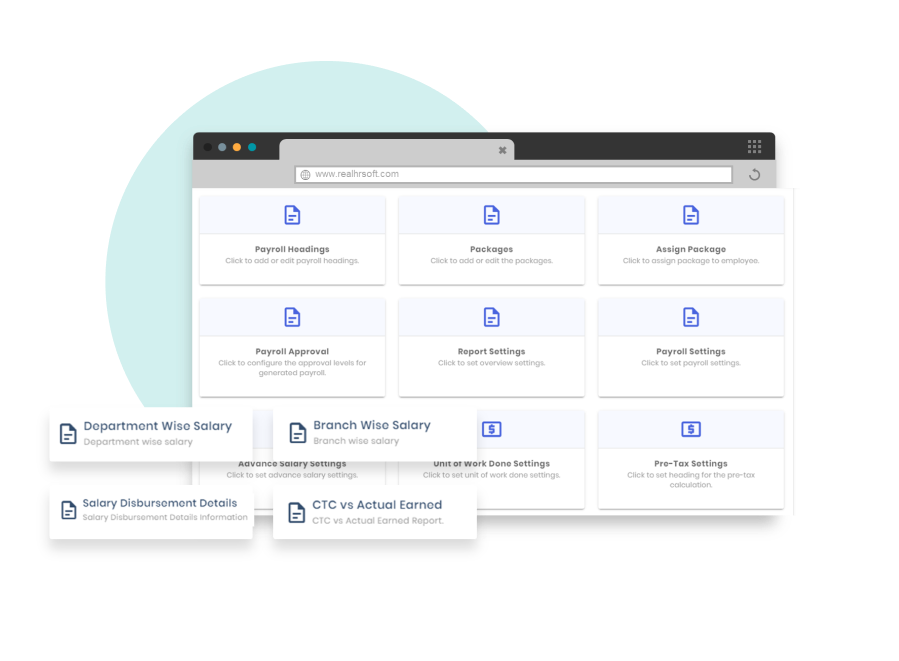 www.realhrsoft.com
Payroll Headings
Click to add or edit payroll headings.
Packages
Click to add or edit the packages.
Assign Package
Click to assign package to employee.
Payroll Approval
Click to configure the approval levels for
generated payroll.
Report Settings
Click to set overview settings.
Payroll Settings
Click to set payroll settings.
Department Wise Salary
Department wise salary
Branch Wise Salary
Branch wise salary
Advance Salary Settings
Click to set advance salary settings.
Unit of Work Done Settings
Click to set unit of work done settings.
Pre-Tax Settings
Click to set heading for the pre-tax
calculation.
Salary Disbursement Details
Salary Disbursement Details Information
CTC vs Actual Earned
CTC vs Actual Earned Report.